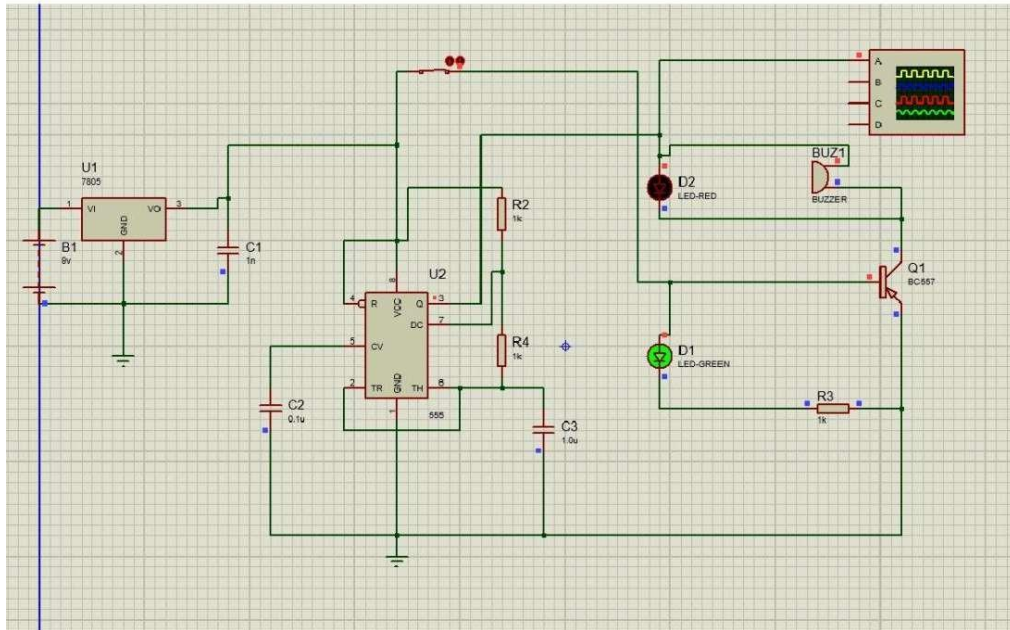 A
B
C
D
BUZ1
BUZZER
U1
7805
1
VI
VO
3
GND
2
D2
LED-RED
R2
1k
B1
9v
C1
1n
U2
Q1
BC557
8
4
R
VCC
Q
3
DC
7
5
CV
R4
1k
D1
LED-GREEN
2
TR
GND
TH
6
1
555
C2
0.1u
C3
1.0u
R3
1k